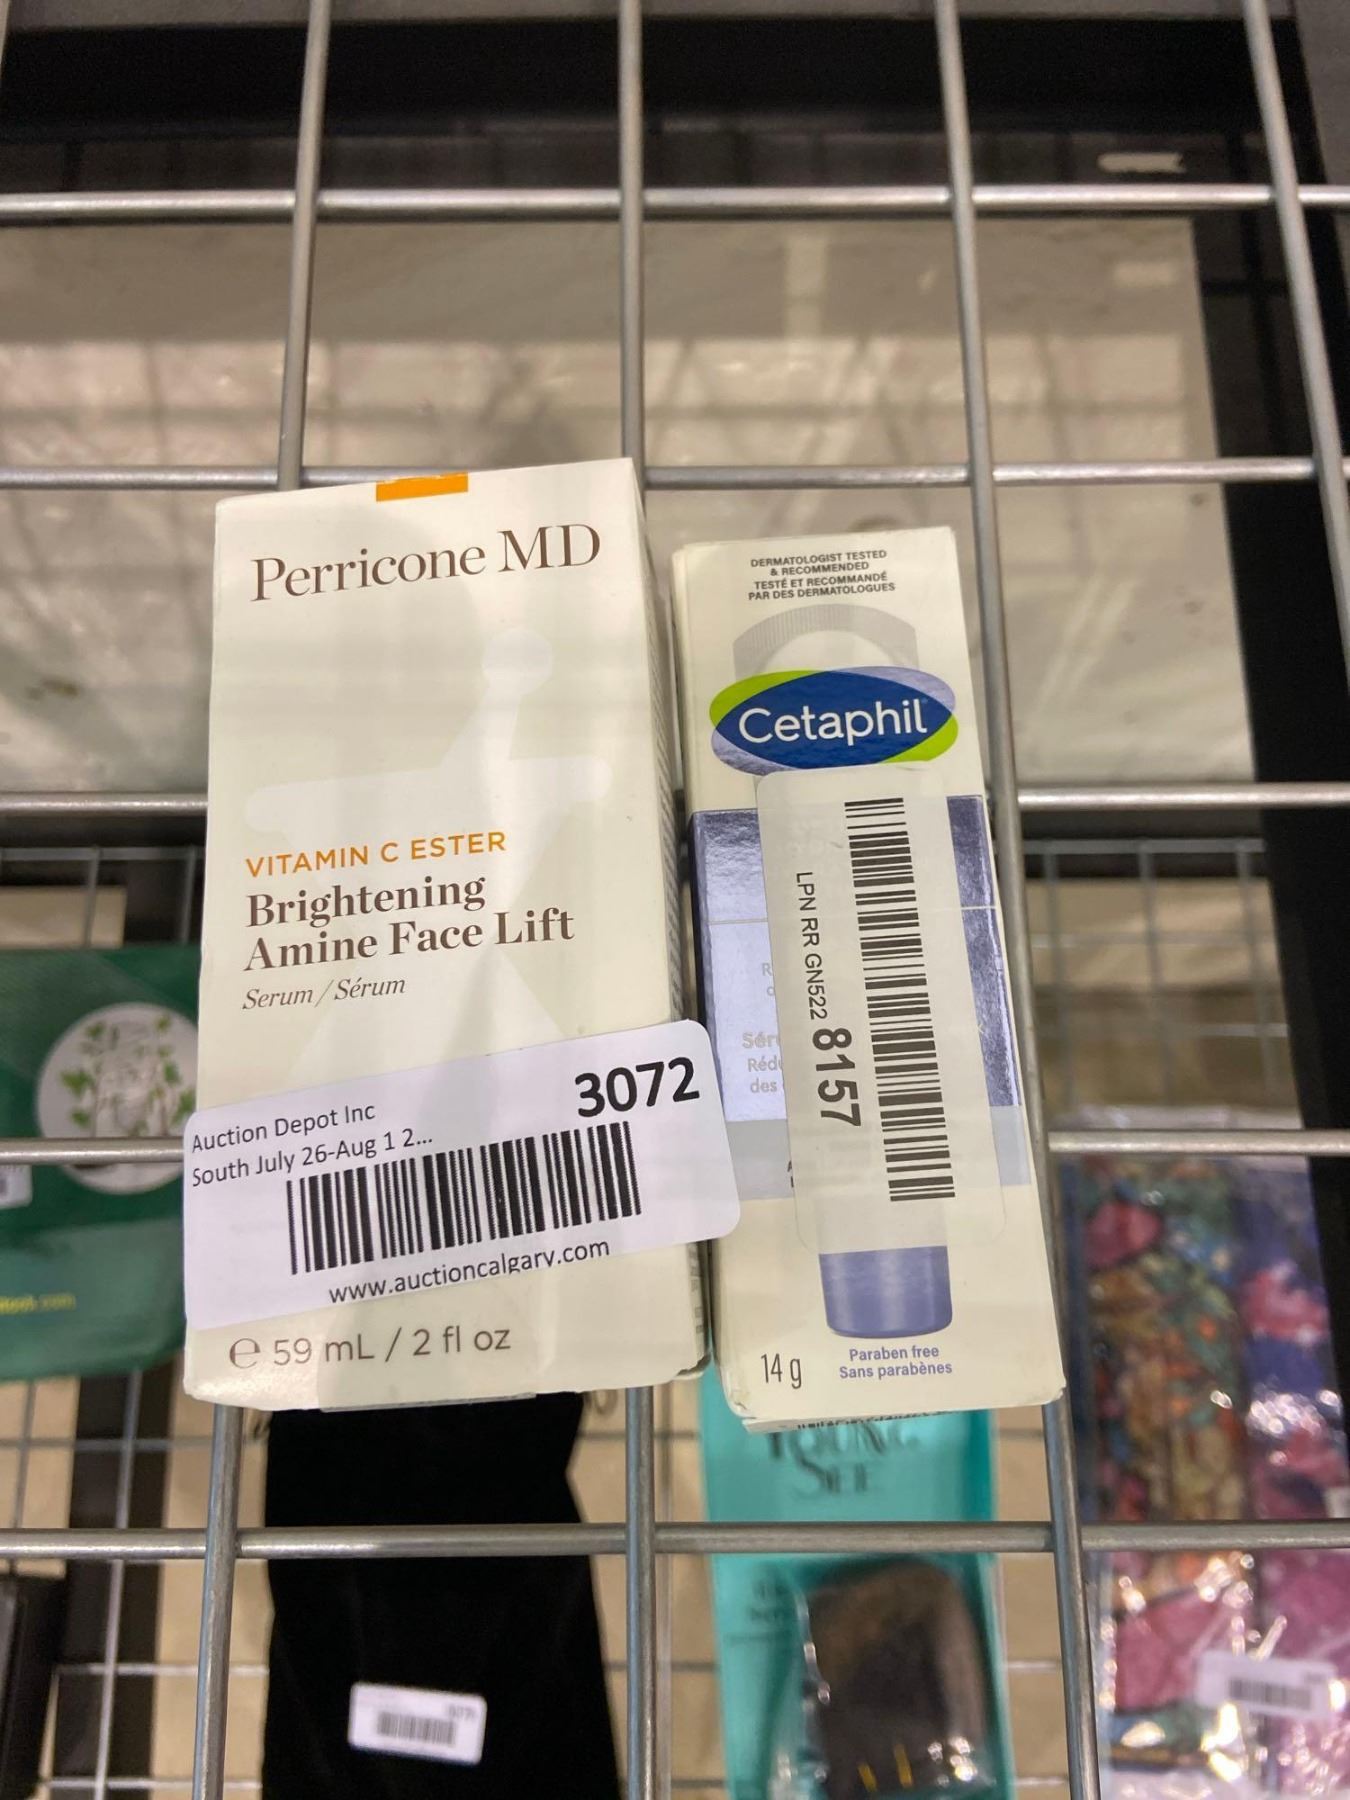 Perricone MD
VITAMIN C ESTER
Brightening
Amine Face Lift
Serum / Sérum
Auction Depot Inc
3072
South July 26-Aug 1 2...
www.auctioncalgary.com
e 59 mL / 2 fl oz
DERMATOLOGIST TESTED
& RECOMMENDED
TESTÉ ET RECOMMANDÉ
PAR DES DERMATOLOGUES
Cetaphil
LPN RR GN522 8157
des
14 g
Paraben free
Sans parabènes